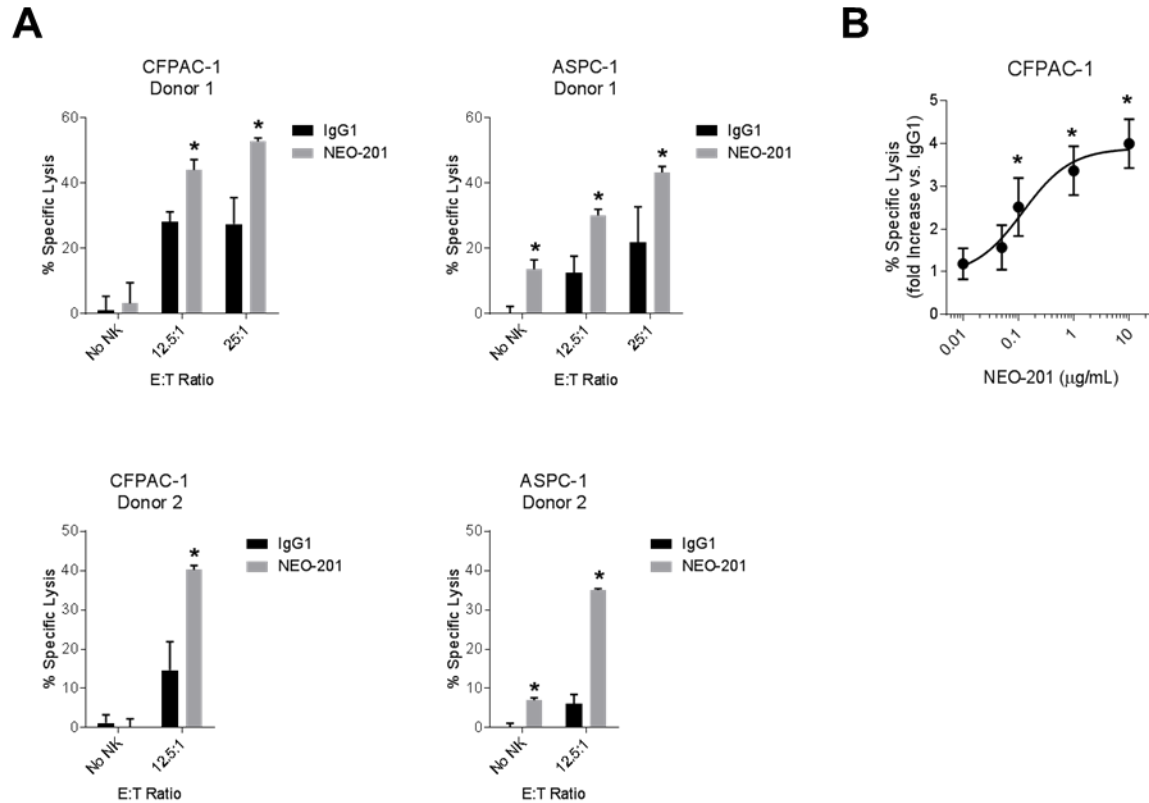 A
CFPAC-1
Donor 1
% Specific Lysis
60
40
20
0
*
*
IgG1
NEO-201
No NK
12.5:1
25:1
E:T Ratio
ASPC-1
Donor 1
% Specific Lysis
60
40
20
0
*
*
*
IgG1
NEO-201
No NK
12.5:1
25:1
E:T Ratio
B
CFPAC-1
% Specific Lysis
(fold Increase vs. IgG1)
5
4
3
2
1
0
*
*
*
0.01
0.1
1
10
NEO-201 (μg/mL)
CFPAC-1
Donor 2
% Specific Lysis
50
40
30
20
10
0
*
IgG1
NEO-201
No NK
12.5:1
E:T Ratio
ASPC-1
Donor 2
% Specific Lysis
50
40
30
20
10
0
*
*
IgG1
NEO-201
No NK
12.5:1
E:T Ratio